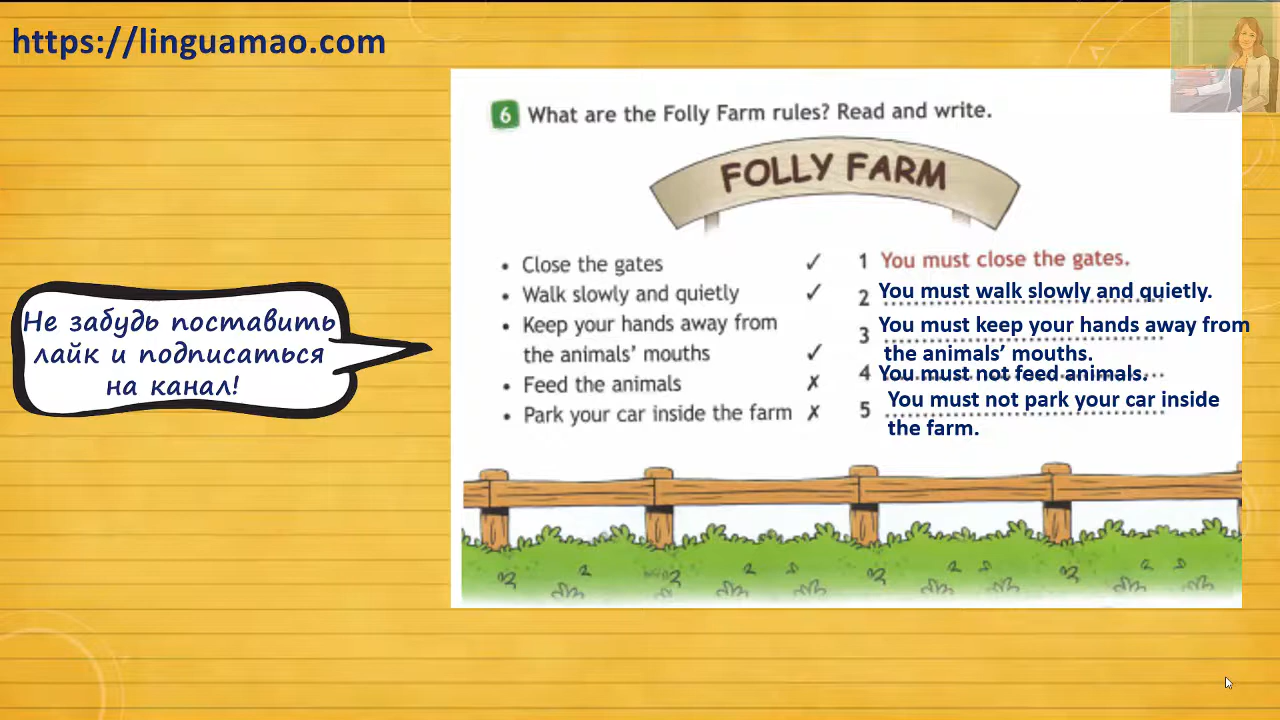 https://linguamao.com
6 What are the Folly Farm rules? Read and write.
FOLLY FARM
Не забудь поставить
лайк и подписаться
на канал!
• Close the gates ✓
• Walk slowly and quietly ✓
• Keep your hands away from
the animals’ mouths ✓
• Feed the animals ✗
• Park your car inside the farm ✗
1 You must close the gates.
2 You must walk slowly and quietly.
3 You must keep your hands away from
the animals’ mouths.
4 You must not feed animals.
5 You must not park your car inside
the farm.